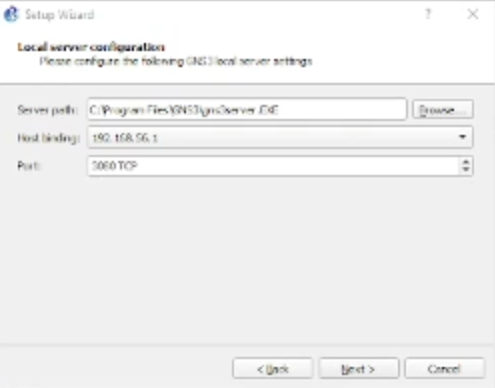 Setup Wizard
?
Local server configuration
Please configure the following GNS3 local server settings
Server path: C:\Program Files\GNS3\gns3server.EXE Browse...
Host binding: 192.168.56.1
Port: 3080 TCP
< Back Next > Cancel